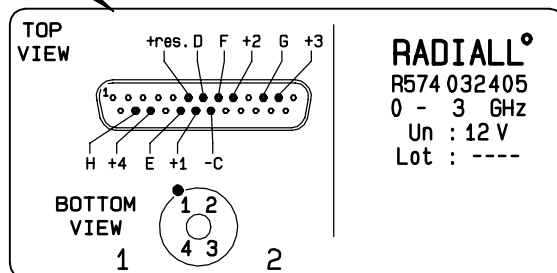 TOP
VIEW
+res. D F +2 G +3
1
H +4 E +1 -C
BOTTOM
VIEW
1 2
4 3
1 2
RADIALL°
R574 032405
0 - 3 GHz
Un : 12 V
Lot : ----